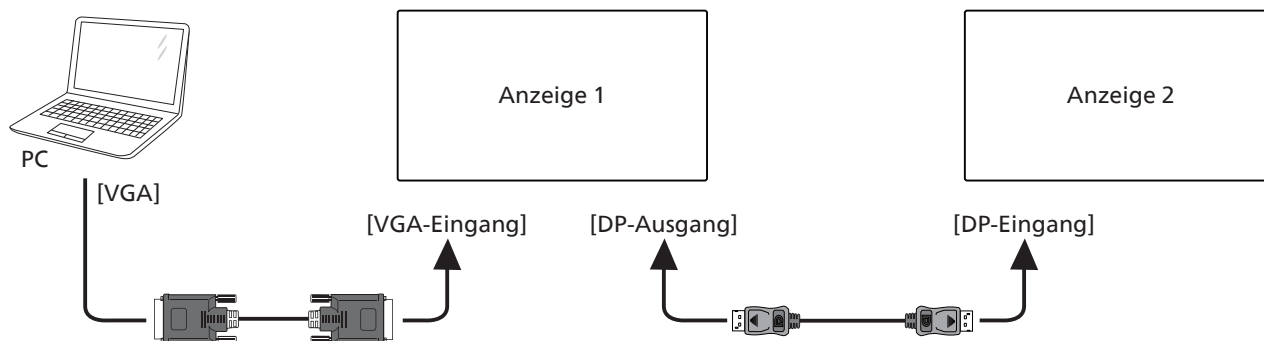 Anzeige 1
Anzeige 2
PC
[VGA]
[VGA-Eingang]
[DP-Ausgang]
[DP-Eingang]